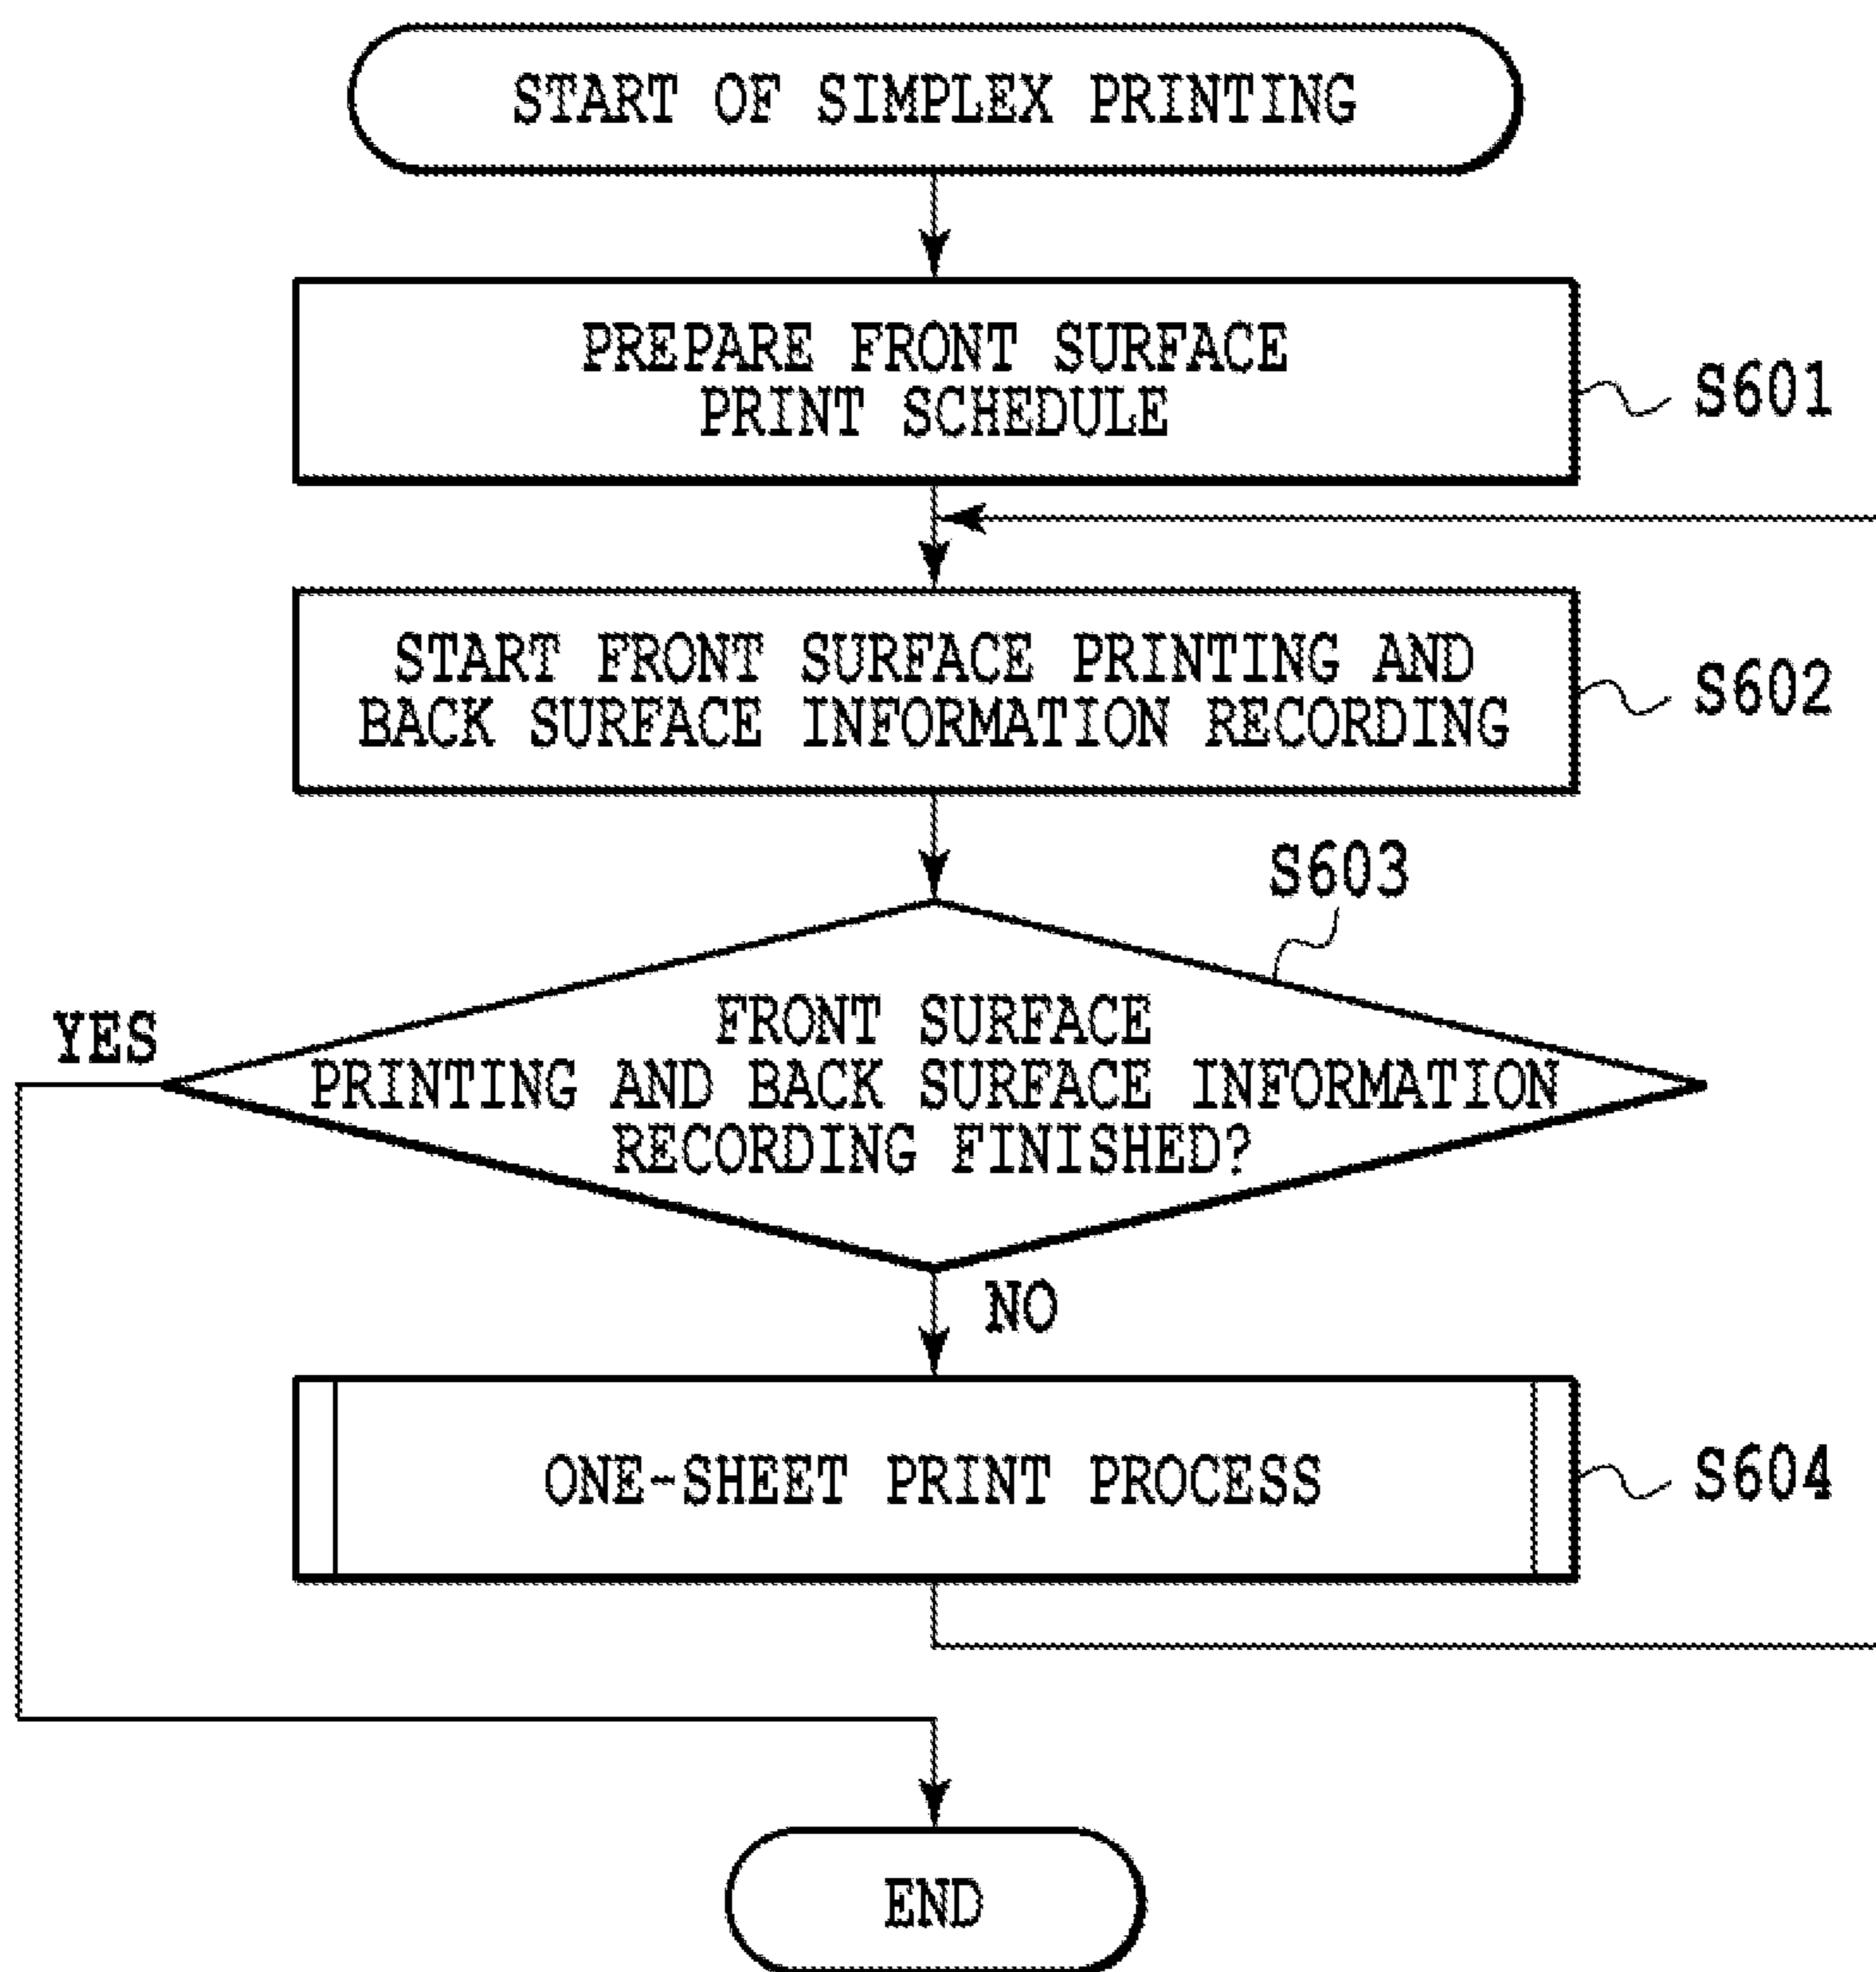 START OF SIMPLEX PRINTING
PREPARE FRONT SURFACE
PRINT SCHEDULE
S601
START FRONT SURFACE PRINTING AND
BACK SURFACE INFORMATION RECORDING
S602
S603
YES
FRONT SURFACE
PRINTING AND BACK SURFACE INFORMATION
RECORDING FINISHED?
NO
ONE-SHEET PRINT PROCESS
S604
END